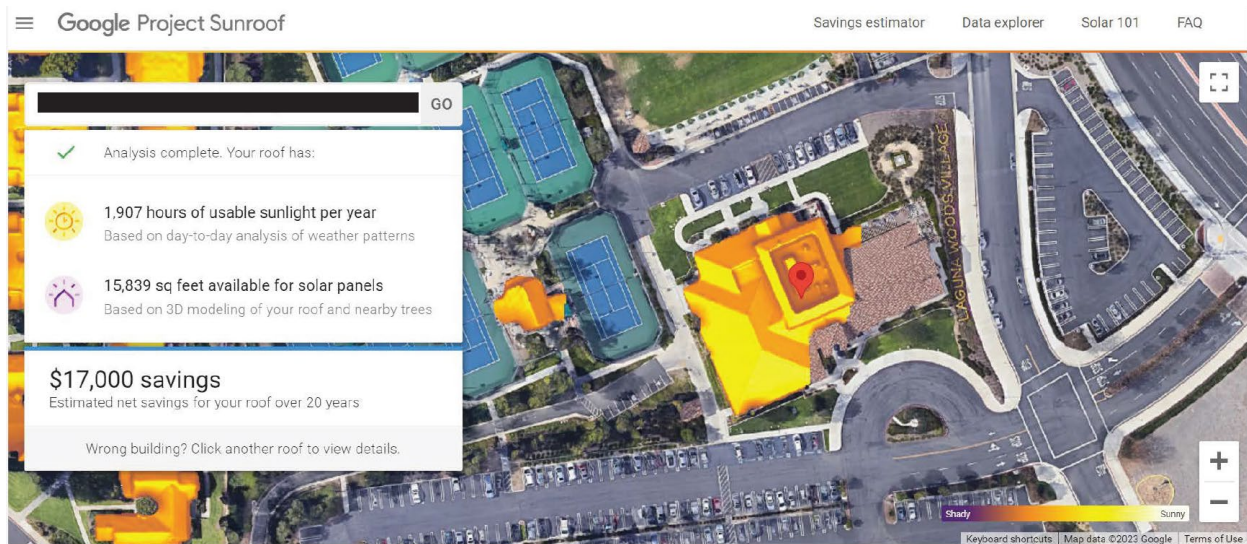 Google Project Sunroof
Savings estimator
Data explorer
Solar 101
FAQ
GO
Analysis complete. Your roof has:
1,907 hours of usable sunlight per year
Based on day-to-day analysis of weather patterns
15,839 sq feet available for solar panels
Based on 3D modeling of your roof and nearby trees
$17,000 savings
Estimated net savings for your roof over 20 years
Wrong building? Click another roof to view details.
LAGUNA WOODS VILLAGE
Shady
Sunny
Keyboard shortcuts
Map data ©2023 Google
Terms of Use